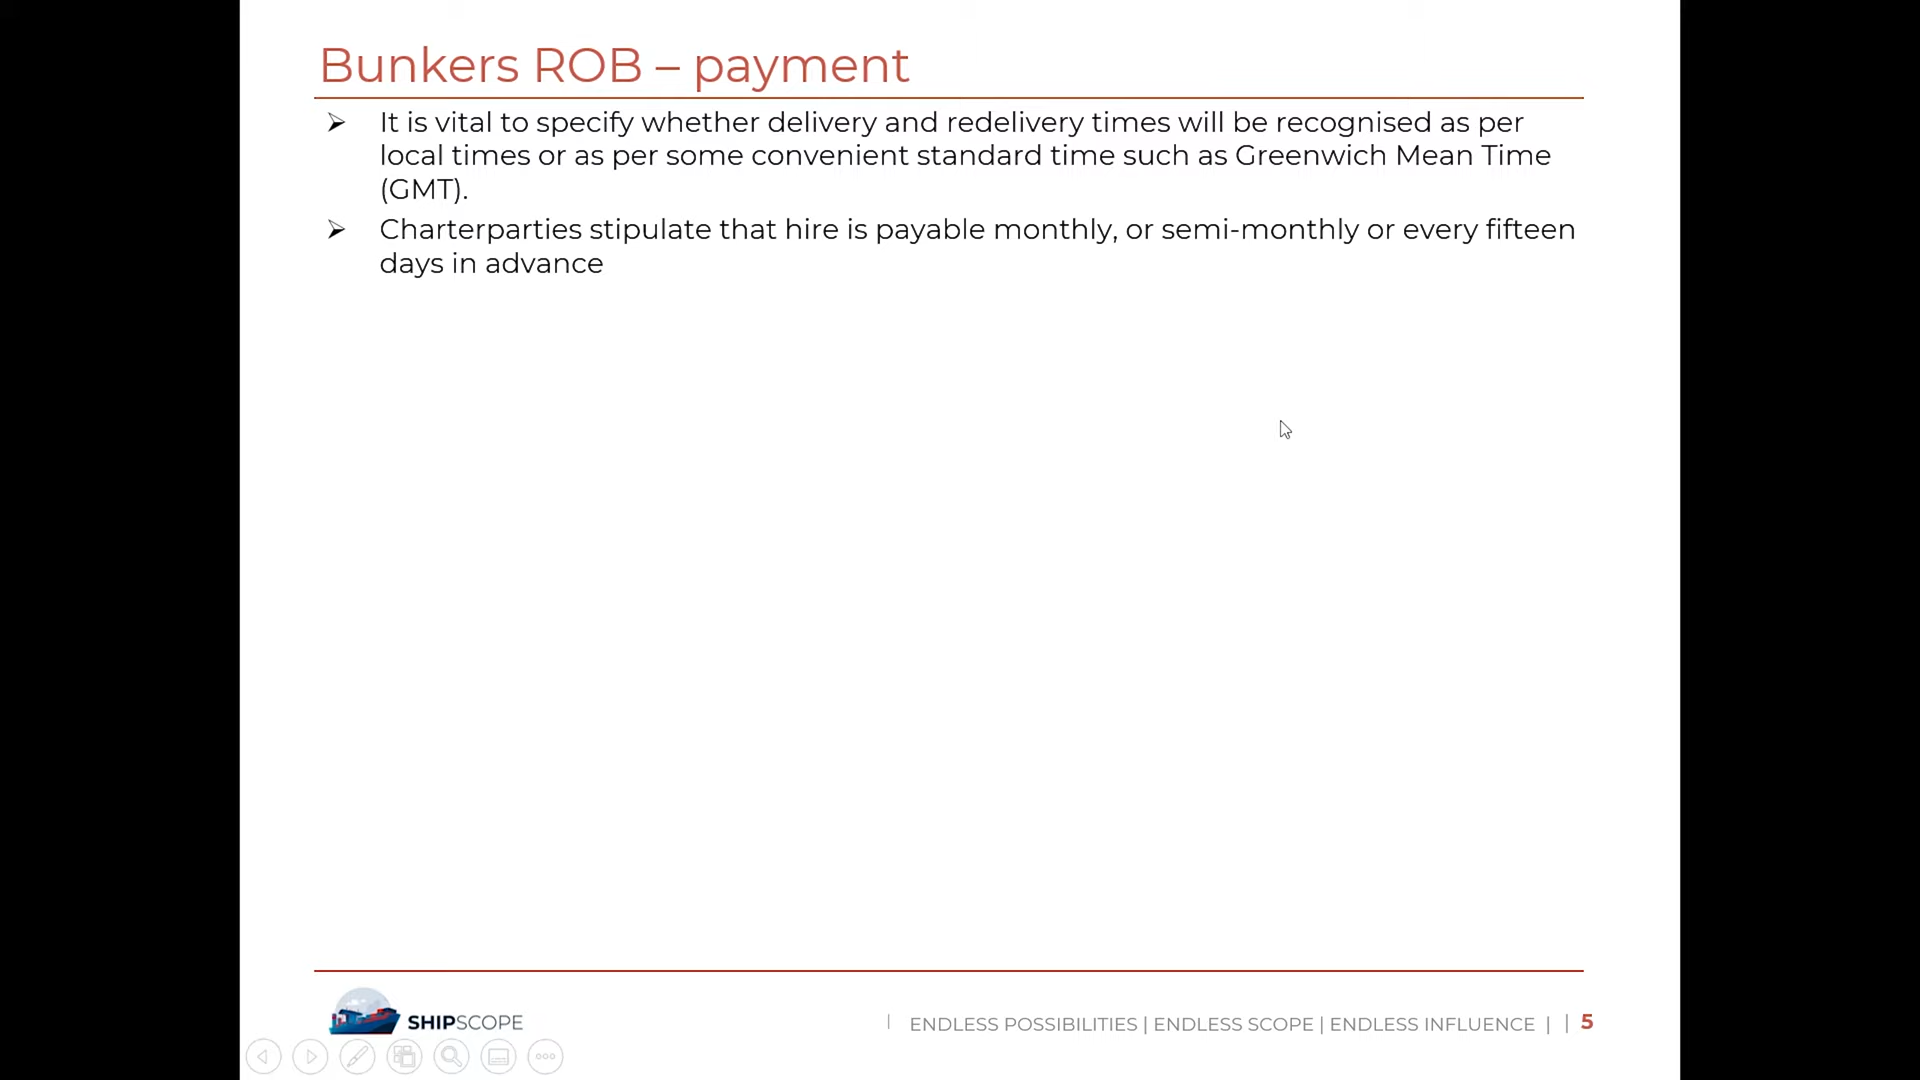 Bunkers ROB – payment
➢ It is vital to specify whether delivery and redelivery times will be recognised as per
local times or as per some convenient standard time such as Greenwich Mean Time
(GMT).
➢ Charterparties stipulate that hire is payable monthly, or semi-monthly or every fifteen
days in advance
SHIPSCOPE
| ENDLESS POSSIBILITIES | ENDLESS SCOPE | ENDLESS INFLUENCE | | 5